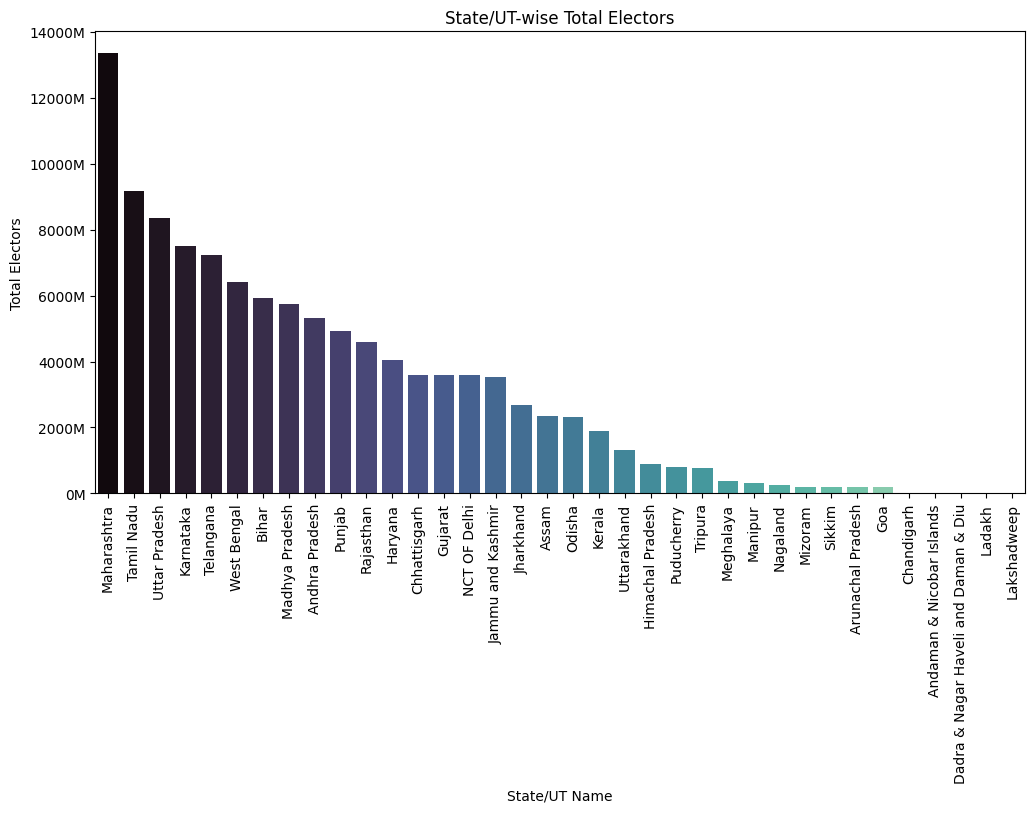 State/UT-wise Total Electors
14000M
12000M
10000M
8000M
6000M
4000M
2000M
0M
Total Electors
Maharashtra
Tamil Nadu
Uttar Pradesh
Karnataka
Telangana
West Bengal
Bihar
Madhya Pradesh
Andhra Pradesh
Punjab
Rajasthan
Haryana
Chhattisgarh
Gujarat
NCT OF Delhi
Jammu and Kashmir
Jharkhand
Assam
Odisha
Kerala
Uttarakhand
Himachal Pradesh
Puducherry
Tripura
Meghalaya
Manipur
Nagaland
Mizoram
Sikkim
Arunachal Pradesh
Goa
Chandigarh
Andaman & Nicobar Islands
Dadra & Nagar Haveli and Daman & Diu
Ladakh
Lakshadweep
State/UT Name